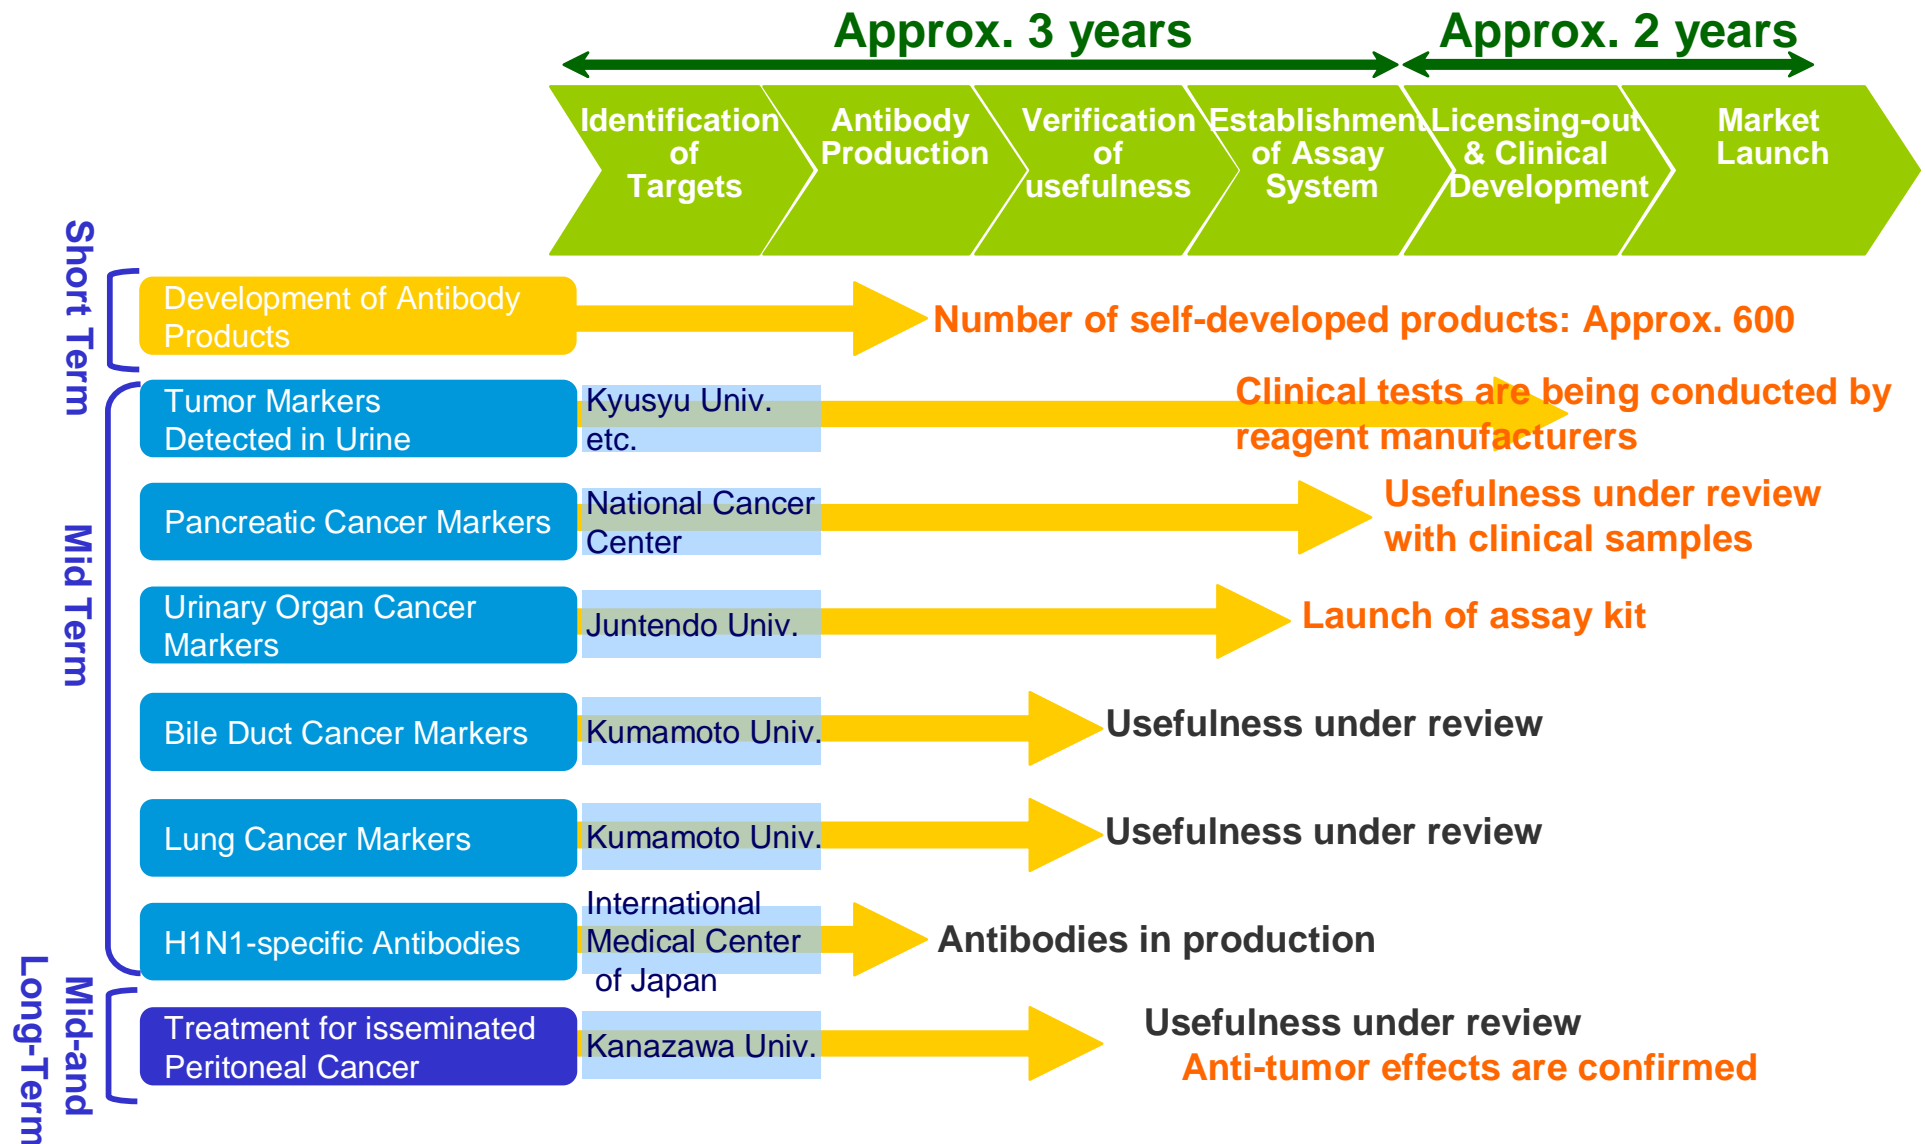 Approx. 3 years
Approx. 2 years
Identification
of
Targets
Antibody
Production
Verification
of
usefulness
Establishment
of Assay
System
Licensing-out
& Clinical
Development
Market
Launch
Short Term
Development of Antibody
Products
Number of self-developed products: Approx. 600
Mid Term
Tumor Markers
Detected in Urine
Kyusyu Univ.
etc.
Clinical tests are being conducted by
reagent manufacturers
Pancreatic Cancer Markers
National Cancer
Center
Usefulness under review
with clinical samples
Urinary Organ Cancer
Markers
Juntendo Univ.
Launch of assay kit
Bile Duct Cancer Markers
Kumamoto Univ.
Usefulness under review
Lung Cancer Markers
Kumamoto Univ.
Usefulness under review
H1N1-specific Antibodies
International
Medical Center
of Japan
Antibodies in production
Mid-and
Long-Term
Treatment for isseminated
Peritoneal Cancer
Kanazawa Univ.
Usefulness under review
Anti-tumor effects are confirmed